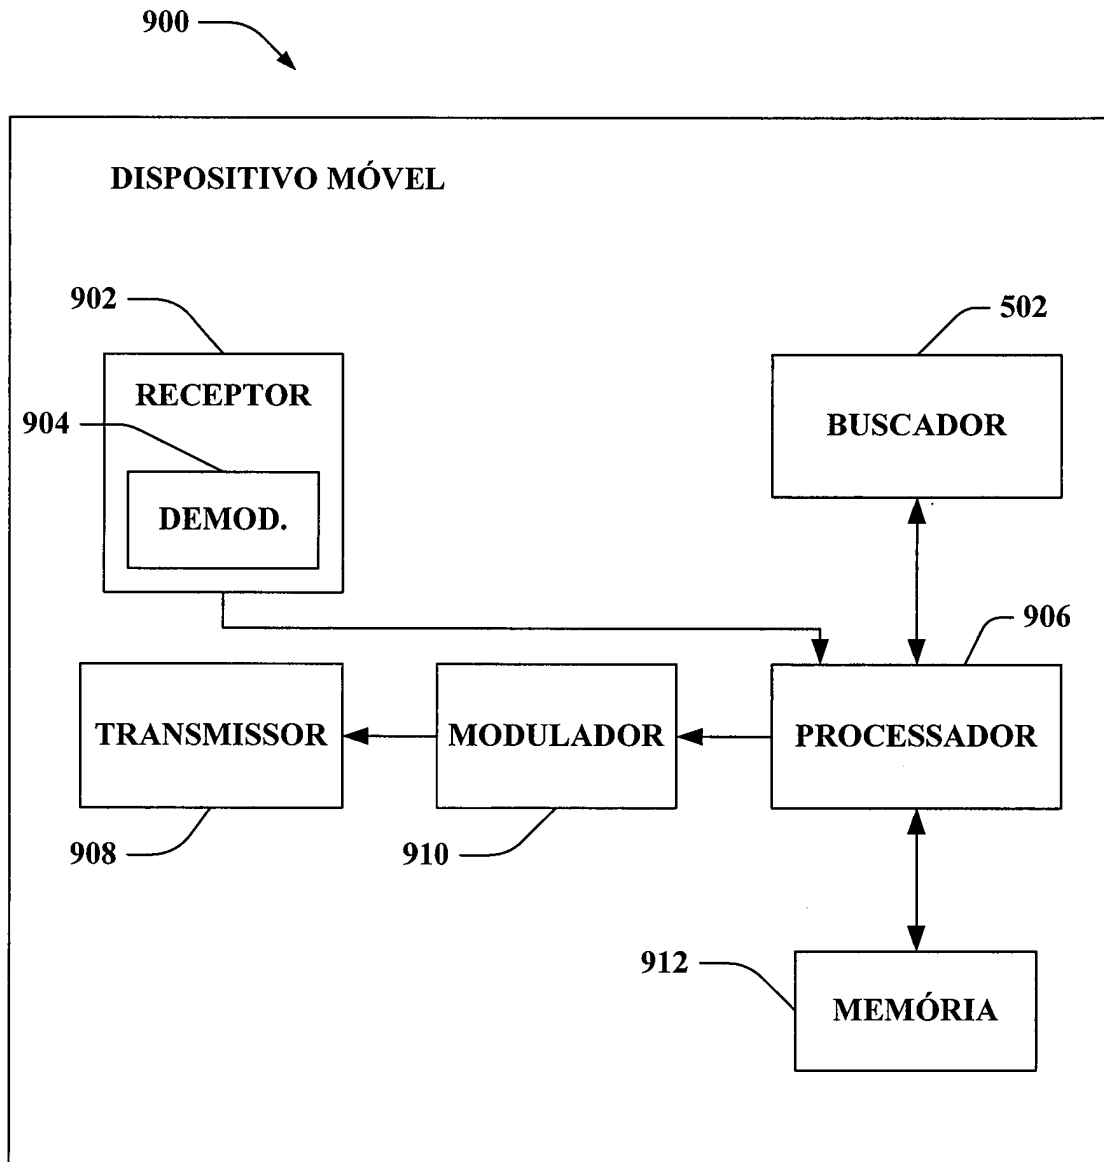 900
DISPOSITIVO MÓVEL
902
502
RECEPTOR
904
BUSCADOR
DEMOD.
906
TRANSMISSOR
MODULADOR
PROCESSADOR
908
910
912
MEMÓRIA